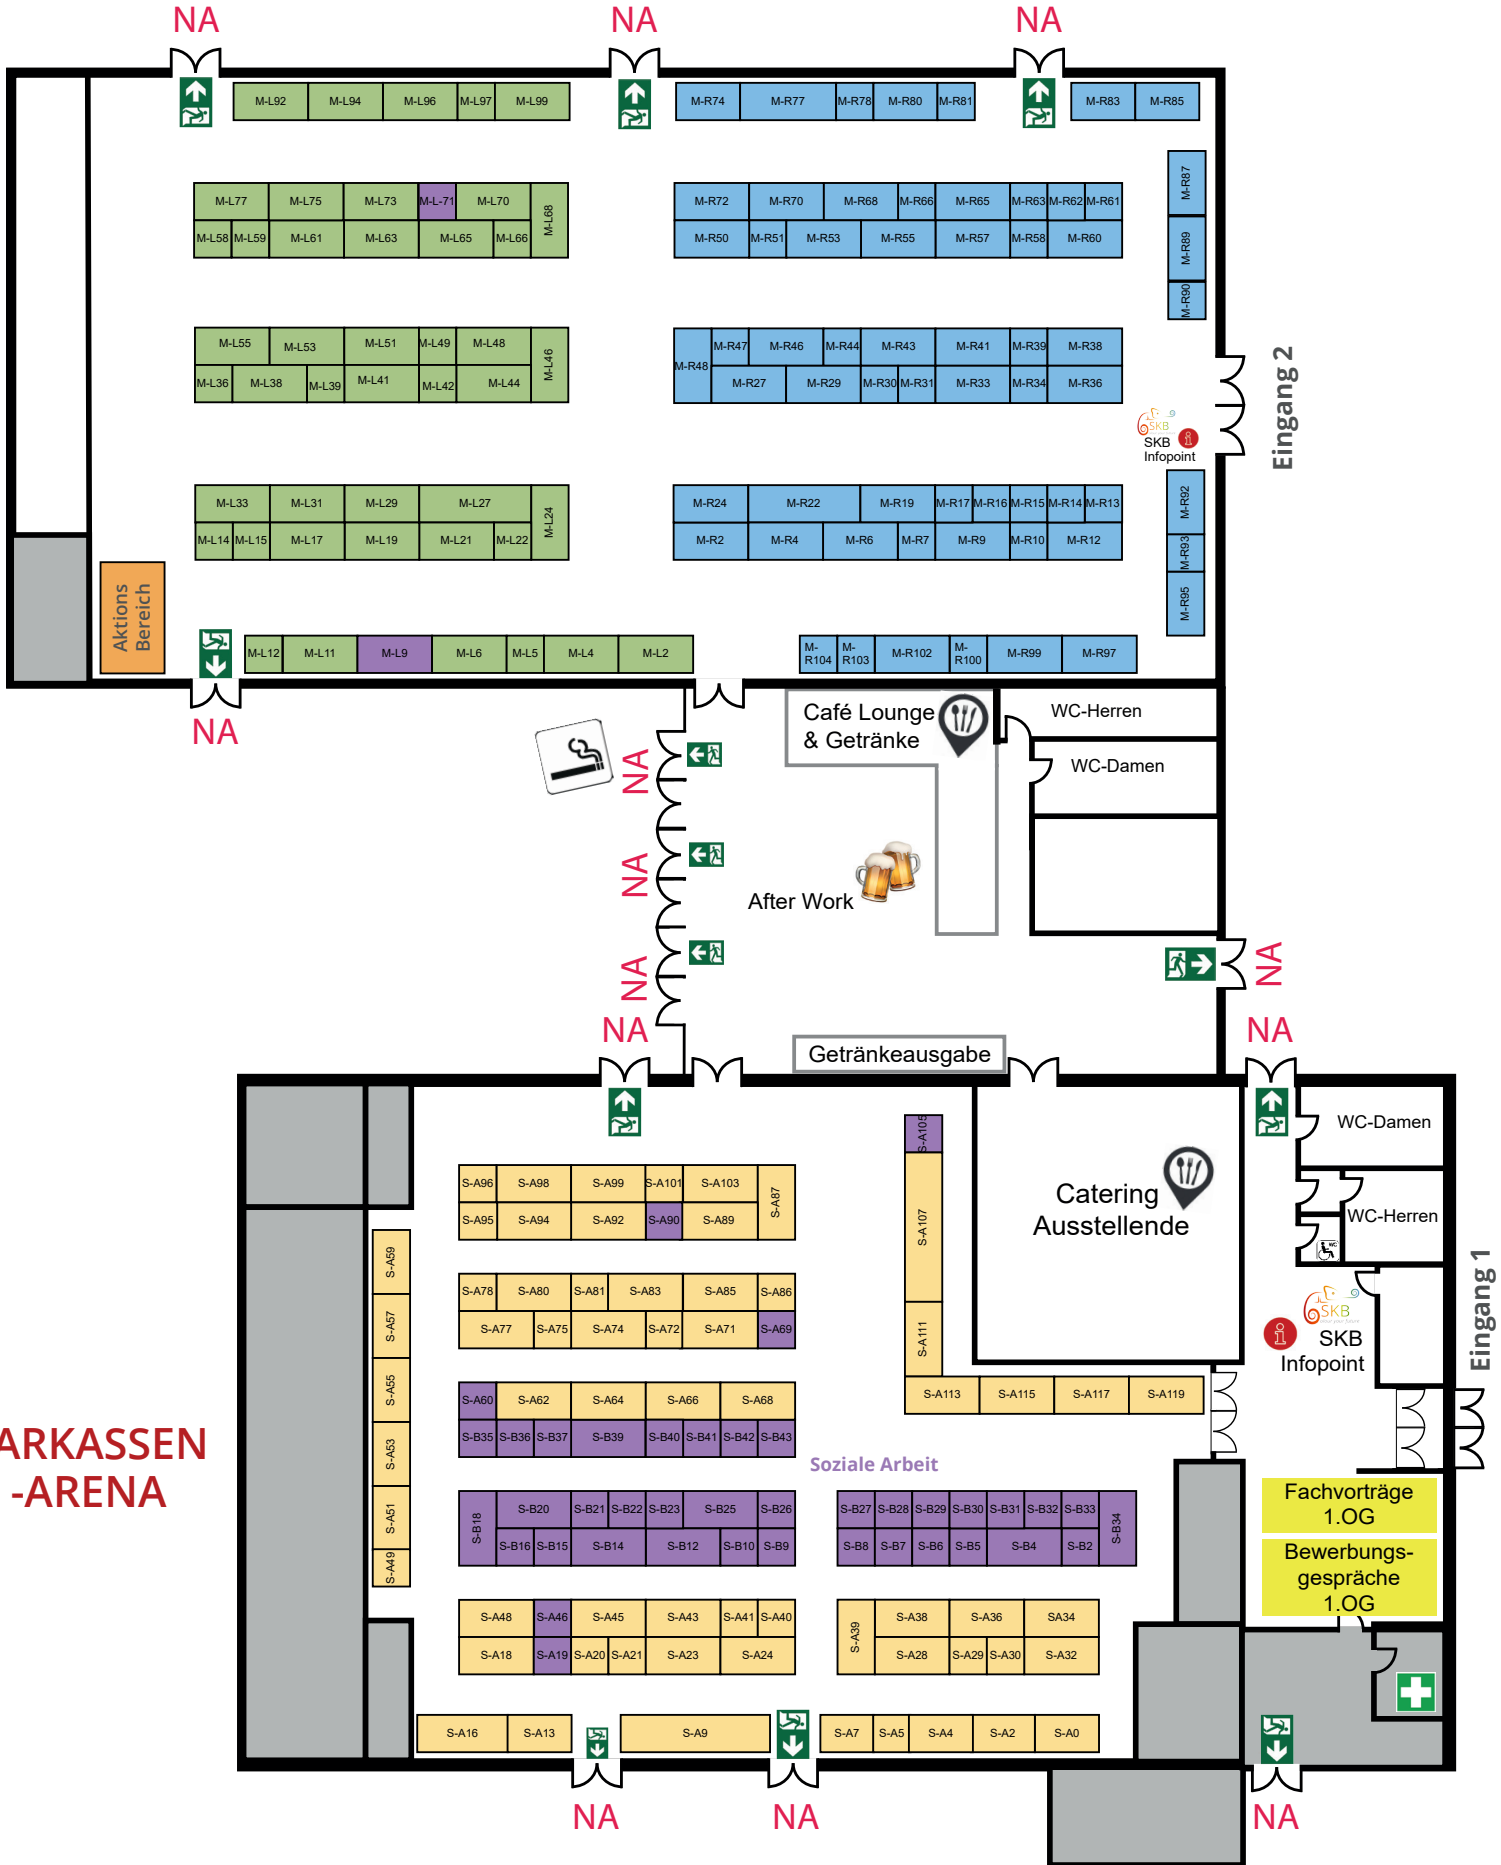 NA
NA
NA
M-L92
M-L94
M-L96
M-L97
M-L99
M-R74
M-R77
M-R78
M-R80
M-R81
M-R83
M-R85
M-R87
M-R89
M-R90
M-L77
M-L75
M-L73
M-L-71
M-L70
M-L68
M-L58
M-L59
M-L61
M-L63
M-L65
M-L66
M-R72
M-R70
M-R68
M-R66
M-R65
M-R63
M-R62
M-R61
M-R50
M-R51
M-R53
M-R55
M-R57
M-R58
M-R60
M-L55
M-L53
M-L51
M-L49
M-L48
M-L46
M-L36
M-L38
M-L39
M-L41
M-L42
M-L44
M-R48
M-R47
M-R46
M-R44
M-R43
M-R41
M-R39
M-R38
M-R27
M-R29
M-R30
M-R31
M-R33
M-R34
M-R36
Eingang 2
SKB
SKB
Infopoint
M-L33
M-L31
M-L29
M-L27
M-L24
M-L14
M-L15
M-L17
M-L19
M-L21
M-L22
M-R24
M-R22
M-R19
M-R17
M-R16
M-R15
M-R14
M-R13
M-R2
M-R4
M-R6
M-R7
M-R9
M-R10
M-R12
M-R92
M-R93
M-R95
Aktions
Bereich
M-L12
M-L11
M-L9
M-L6
M-L5
M-L4
M-L2
M-
R104
M-
R103
M-R102
M-
R100
M-R99
M-R97
NA
Café Lounge
& Getränke
WC-Herren
WC-Damen
NA
NA
NA
After Work
NA
NA
Getränkeausgabe
NA
S-A105
S-A107
S-A111
S-A113
S-A115
S-A117
S-A119
Catering
Ausstellende
WC-Damen
WC-Herren
WC
Eingang 1
SKB
SKB
Infopoint
S-A96
S-A98
S-A99
S-A101
S-A103
S-A87
S-A95
S-A94
S-A92
S-A90
S-A89
S-A59
S-A57
S-A55
S-A53
S-A51
S-A49
S-A78
S-A80
S-A81
S-A83
S-A85
S-A86
S-A77
S-A75
S-A74
S-A72
S-A71
S-A69
S-A60
S-A62
S-A64
S-A66
S-A68
S-B35
S-B36
S-B37
S-B39
S-B40
S-B41
S-B42
S-B43
ARKASSEN
-ARENA
Soziale Arbeit
S-B18
S-B20
S-B21
S-B22
S-B23
S-B25
S-B26
S-B16
S-B15
S-B14
S-B12
S-B10
S-B9
S-B27
S-B28
S-B29
S-B30
S-B31
S-B32
S-B33
S-B34
S-B8
S-B7
S-B6
S-B5
S-B4
S-B2
Fachvorträge
1.OG
Bewerbungs-
gespräche
1.OG
S-A48
S-A46
S-A45
S-A43
S-A41
S-A40
S-A18
S-A19
S-A20
S-A21
S-A23
S-A24
S-A39
S-A38
S-A36
SA34
S-A28
S-A29
S-A30
S-A32
S-A16
S-A13
S-A9
S-A7
S-A5
S-A4
S-A2
S-A0
NA
NA
NA